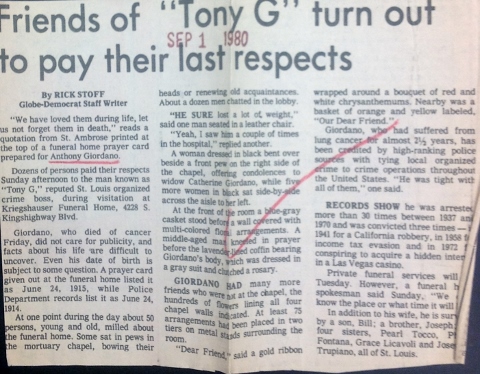 Friends of "Tony G" turn out
to pay their last respects
SEP 1 1980
By RICK STOFF
Globe-Democrat Staff Writer
"We have loved them during life, let
us not forget them in death," reads a
quotation from St. Ambrose printed at
the top of a funeral home prayer card
prepared for Anthony Giordano.
Dozens of persons paid their respects
Sunday afternoon to the man known as
"Tony G," reputed St. Louis organized
crime boss, during visitation at
Kriegshauser Funeral Home, 4228 S.
Kingshighway Blvd.
Giordano, who died of cancer
Friday, did not care for publicity, and
facts about his life are difficult to
uncover. Even his date of birth is
subject to some question. A prayer card
given out at the funeral home listed it
as June 24, 1915, while Police
Department records list it as June 24,
1914.
At one point during the day about 50
persons, young and old, milled about
the funeral home. Some sat in pews in
the mortuary chapel, bowing their
heads or renewing old acquaintances.
About a dozen men chatted in the lobby.
"HE SURE lost a lot of, weight,"
said one man seated in a leather chair.
"Yeah, I saw him a couple of times
in the hospital," replied another.
A woman dressed in black bent over
beside a front pew on the right side of
the chapel, offering condolences to
widow Catherine Giordano, while five
more women in black sat side-by-side
across the aisle to her left.
At the front of the room a blue-gray
casket stood before a wall covered with
multi-colored floral arrangements. A
middle-aged man in prayer
before the coffin bearing
Giordano's body, which was dressed in
a gray suit and clutched a rosary.
GIORDANO HAD many more
friends who were not at the chapel, the
hundreds of flowers lining all four
chapel walls indicated. At least 75
arrangements had been placed in two
tiers on metal stands surrounding the
room.
"Dear Friend," said a gold ribbon
wrapped around a bouquet of red and
white chrysanthemums. Nearby was a
basket of orange and yellow labeled,
"Our Dear Friend."
Giordano, who had suffered from
lung cancer for almost 2½ years, has
been credited by high-ranking police
sources with tying local organized
crime to crime operations throughout
the United States. "He was tight with
all of them," one said.
RECORDS SHOW he was arrested
more than 30 times between 1937 and
1970 and was convicted three times —
1941 for a California robbery, in 1956
income tax evasion and in 1972 f
conspiring to acquire a hidden inter
in a Las Vegas casino.
Private funeral services will
Tuesday. However, a funeral h
spokesman said Sunday, "We
know the place or time it will
In addition to his wife, he is sur
by a son, Bill; a brother, Joseph;
four sisters, Pearl Tocco, P
Fontana, Grace Licavoli and Jose
Trupiano, all of St. Louis.